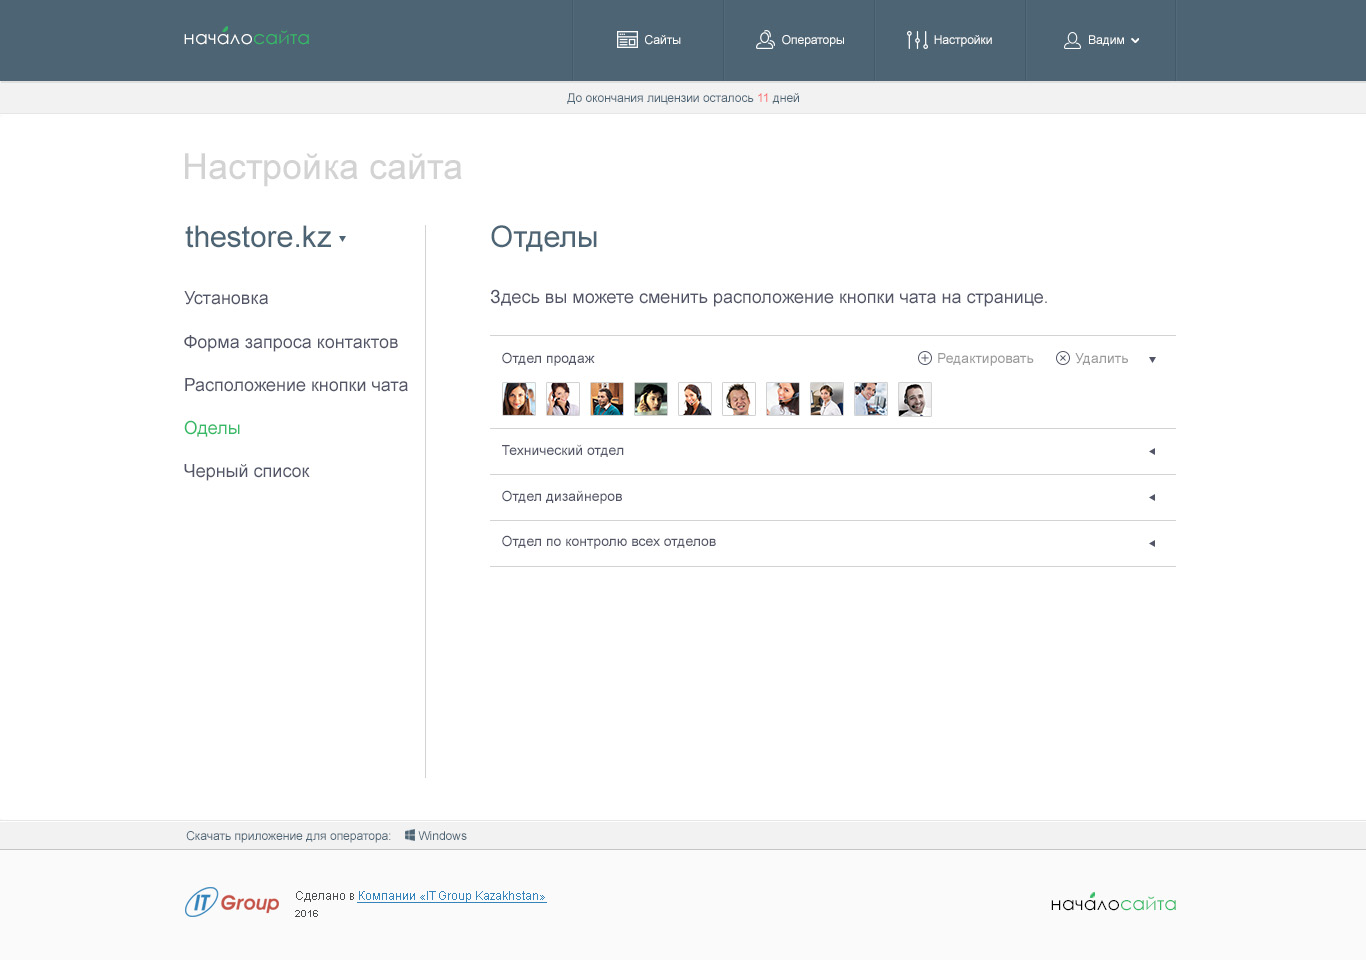 началосайта
Сайты
Операторы
Настройки
Вадим
До окончания лицензии осталось 11 дней
Настройка сайта
thestore.kz
Установка
Форма запроса контактов
Расположение кнопки чата
Оделы
Черный список
Отделы
Здесь вы можете сменить расположение кнопки чата на странице.
Отдел продаж
Редактировать
Удалить
Технический отдел
Отдел дизайнеров
Отдел по контролю всех отделов
Скачать приложение для оператора: Windows
IT Group
Сделано в Компании «IT Group Kazakhstan»
2016
началосайта